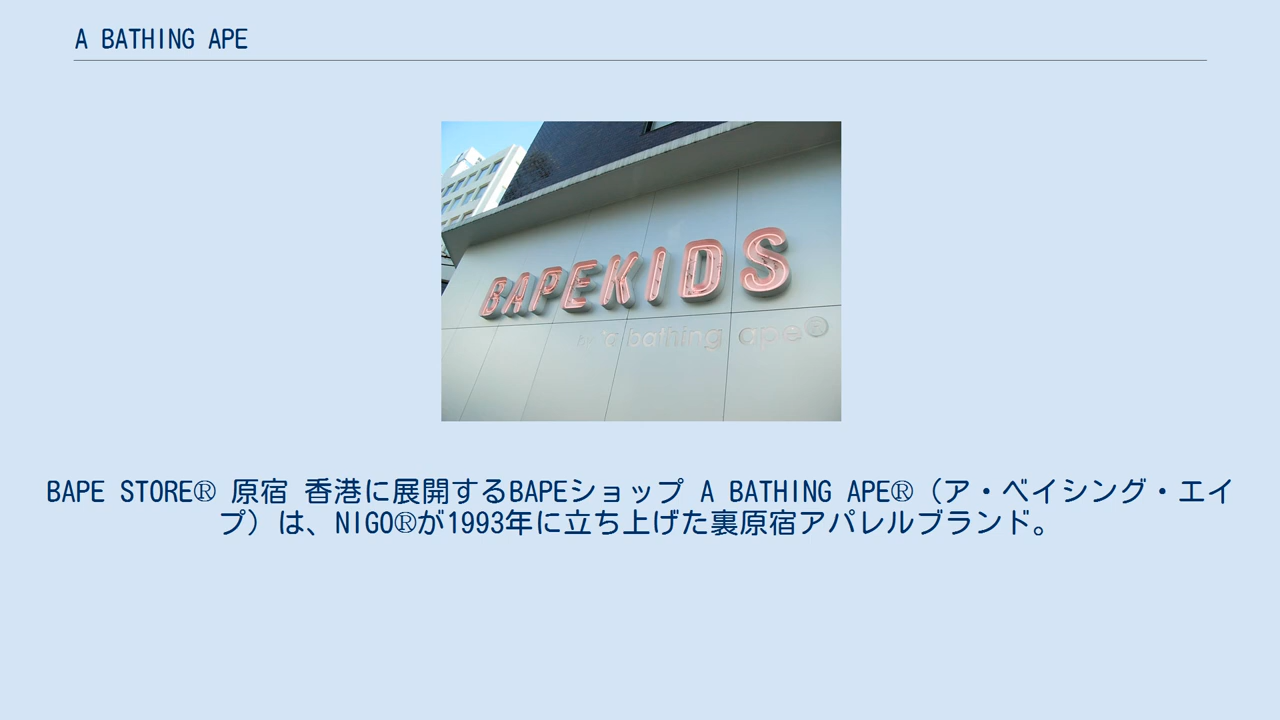 A BATHING APE
BAPEKIDS
by "a bathing ape®
BAPE STORE® 原宿 香港に展開するBAPEショップ A BATHING APE®（ア・ベイシング・エイ
プ）は、NIGO®が1993年に立ち上げた裏原宿アパレルブランド。